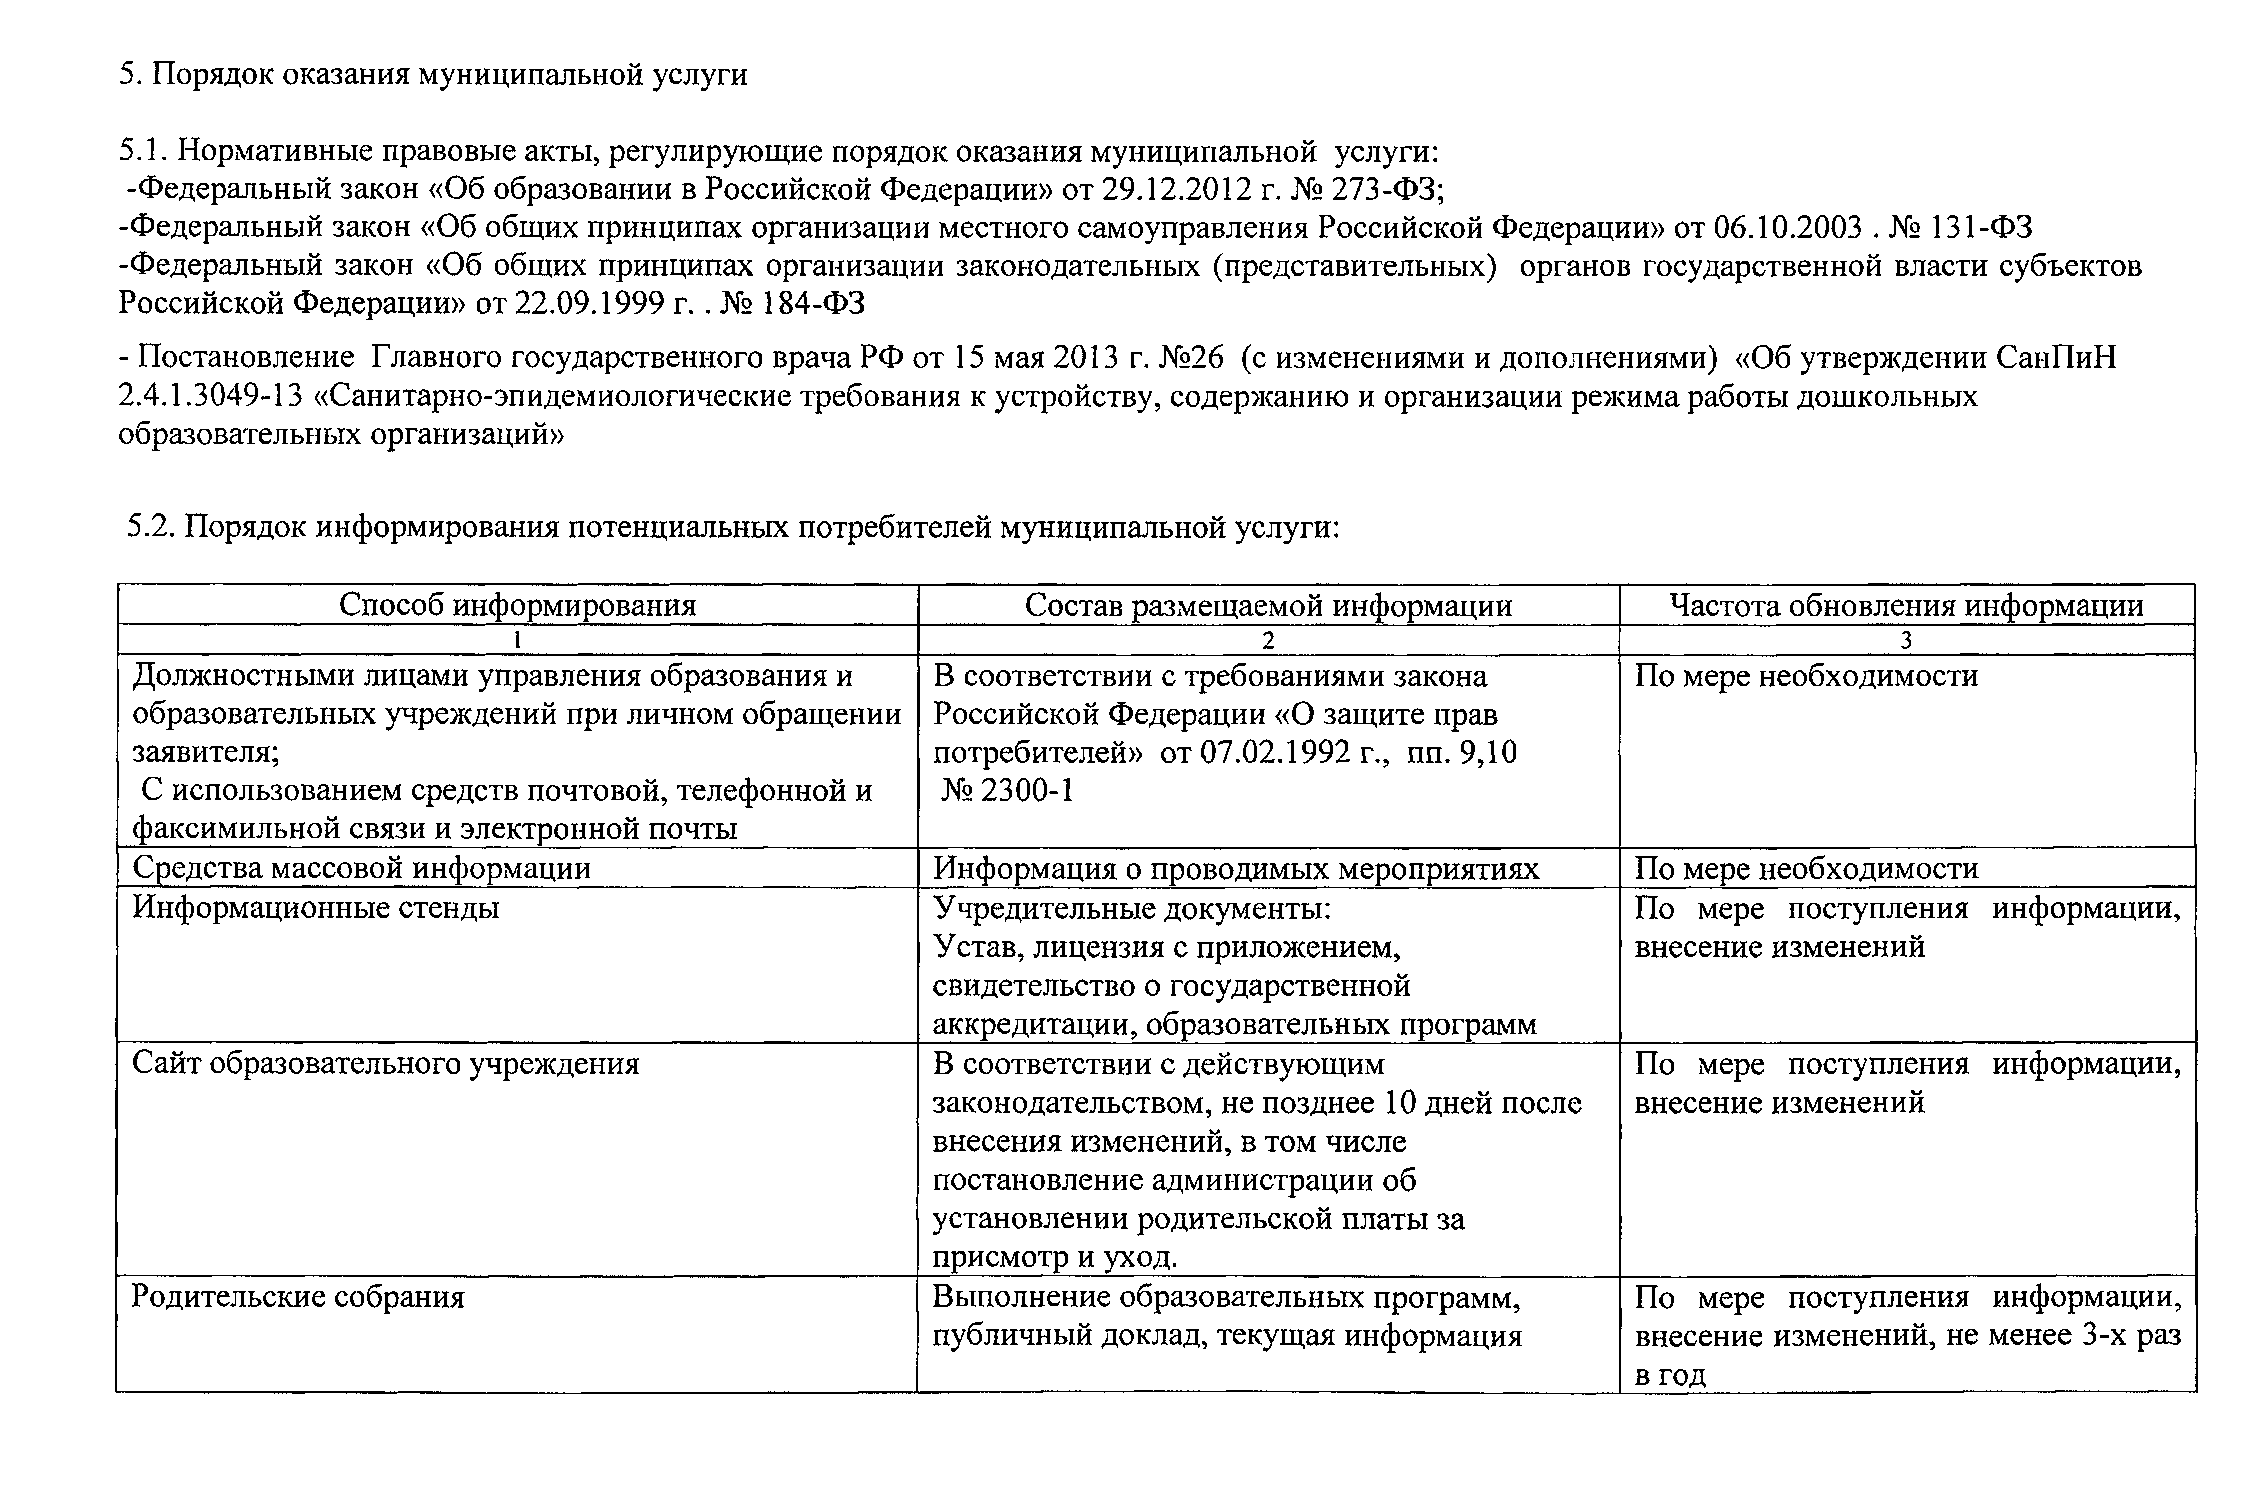 5. Порядок оказания муниципальной услуги
5.1. Нормативные правовые акты, регулирующие порядок оказания муниципальной услуги:
-Федеральный закон «Об образовании в Российской Федерации» от 29.12.2012 г. № 273-ФЗ;
-Федеральный закон «Об общих принципах организации местного самоуправления Российской Федерации» от 06.10.2003 . № 131-ФЗ
-Федеральный закон «Об общих принципах организации законодательных (представительных) органов государственной власти субъектов
Российской Федерации» от 22.09.1999 г. . № 184-ФЗ
- Постановление Главного государственного врача РФ от 15 мая 2013 г. №26 (с изменениями и дополнениями) «Об утверждении СанПиН
2.4.1.3049-13 «Санитарно-эпидемиологические требования к устройству, содержанию и организации режима работы дошкольных
образовательных организаций»
5.2. Порядок информирования потенциальных потребителей муниципальной услуги:
Способ информирования
Состав размещаемой информации
Частота обновления информации
1
2
3
Должностными лицами управления образования и
образовательных учреждений при личном обращении
заявителя;
С использованием средств почтовой, телефонной и
факсимильной связи и электронной почты
В соответствии с требованиями закона
Российской Федерации «О защите прав
потребителей» от 07.02.1992 г., пп. 9,10
№ 2300-1
По мере необходимости
Средства массовой информации
Информация о проводимых мероприятиях
По мере необходимости
Информационные стенды
Учредительные документы:
Устав, лицензия с приложением,
свидетельство о государственной
аккредитации, образовательных программ
По мере поступления информации,
внесение изменений
Сайт образовательного учреждения
В соответствии с действующим
законодательством, не позднее 10 дней после
внесения изменений, в том числе
постановление администрации об
установлении родительской платы за
присмотр и уход.
По мере поступления информации,
внесение изменений
Родительские собрания
Выполнение образовательных программ,
публичный доклад, текущая информация
По мере поступления информации,
внесение изменений, не менее 3-х раз
в год